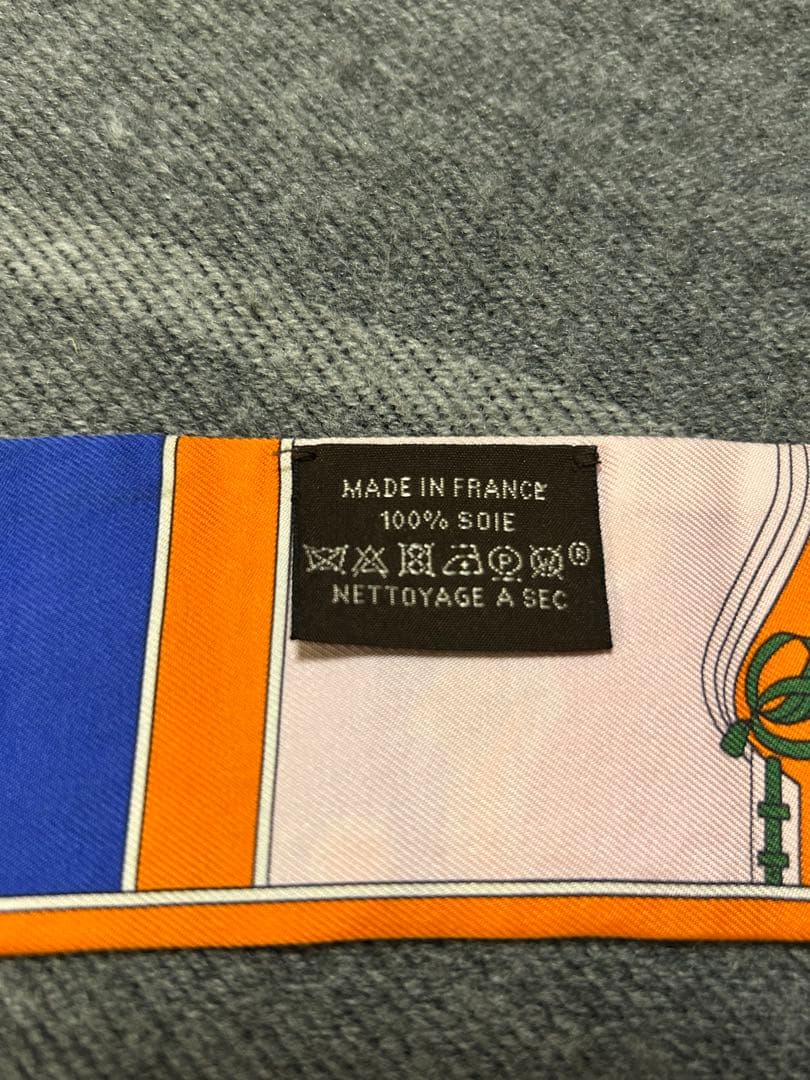 MADE IN FRANCE
100% SOIE
P W ®
NETTOYAGE A SEC